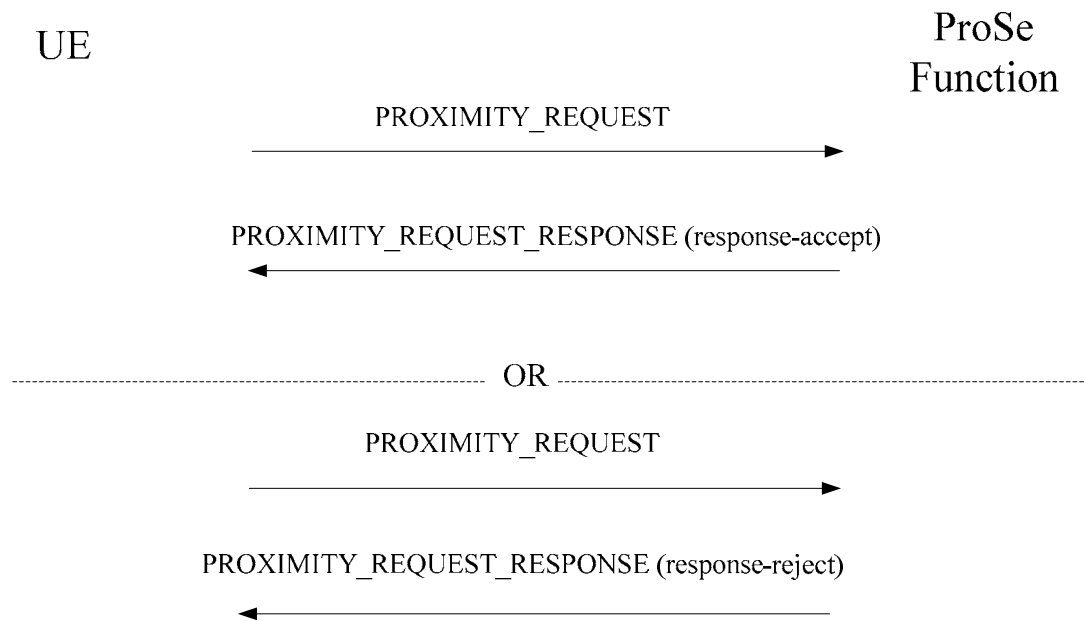 UE
ProSe
Function
PROXIMITY_REQUEST
PROXIMITY_REQUEST_RESPONSE (response-accept)
OR
PROXIMITY_REQUEST
PROXIMITY_REQUEST_RESPONSE (response-reject)